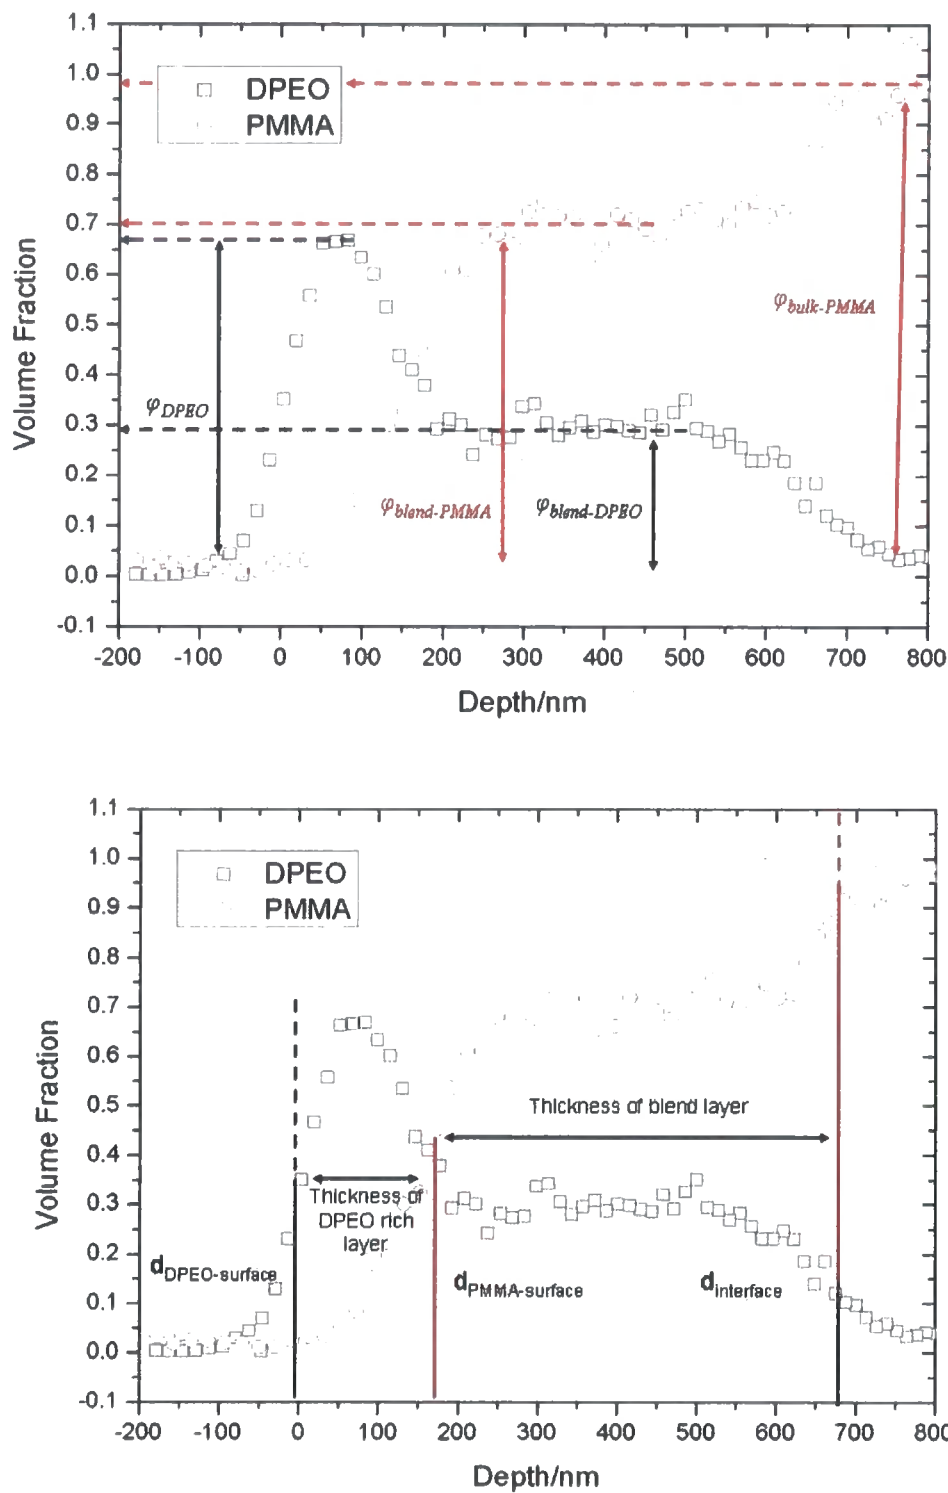 1.1
1.0
0.9
0.8
0.7
0.6
0.5
0.4
0.3
0.2
0.1
0.0
-0.1
Volume Fraction
DPEO
PMMA
φbulk-PMMA
φDPEO
φblend-PMMA
φblend-DPEO
-200 -100 0 100 200 300 400 500 600 700 800
Depth/nm
1.1
1.0
0.9
0.8
0.7
0.6
0.5
0.4
0.3
0.2
0.1
0.0
-0.1
Volume Fraction
DPEO
PMMA
Thickness of blend layer
Thickness of
DPEO rich
layer
dDPEO-surface
dPMMA-surface
dinterface
-200 -100 0 100 200 300 400 500 600 700 800
Depth/nm